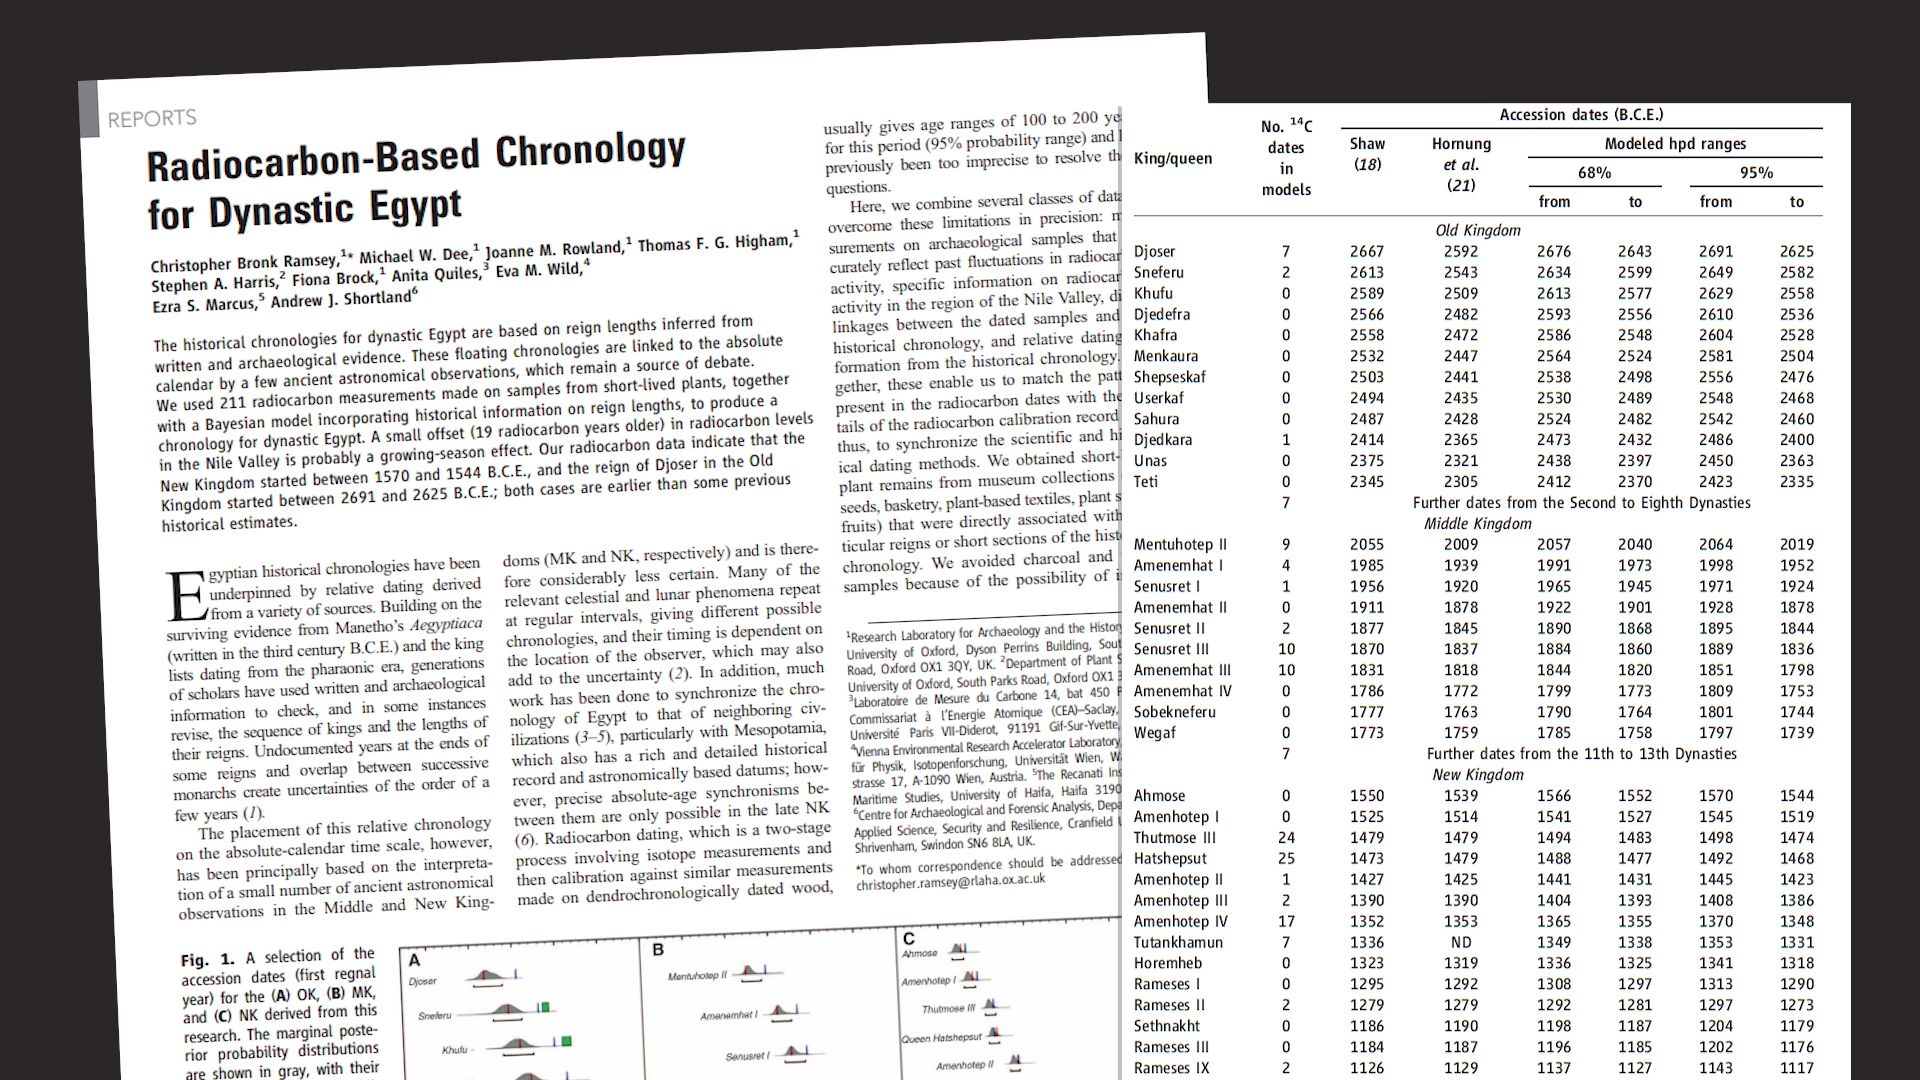 REPORTS
Radiocarbon-Based Chronology
for Dynastic Egypt
Christopher Bronk Ramsey,¹* Michael W. Dee,¹ Joanne M. Rowland,¹ Thomas F. G. Higham,¹
Stephen A. Harris,² Fiona Brock,¹ Anita Quiles,³ Eva M. Wild,⁴
Ezra S. Marcus,⁵ Andrew J. Shortland⁶
The historical chronologies for dynastic Egypt are based on reign lengths inferred from
written and archaeological evidence. These floating chronologies are linked to the absolute
calendar by a few ancient astronomical observations, which remain a source of debate.
We used 211 radiocarbon measurements made on samples from short-lived plants, together
with a Bayesian model incorporating historical information on reign lengths, to produce a
chronology for dynastic Egypt. A small offset (19 radiocarbon years older) in radiocarbon levels
in the Nile Valley is probably a growing-season effect. Our radiocarbon data indicate that the
New Kingdom started between 1570 and 1544 B.C.E., and the reign of Djoser in the Old
Kingdom started between 2691 and 2625 B.C.E.; both cases are earlier than some previous
historical estimates.
Egyptian historical chronologies have been
underpinned by relative dating derived
from a variety of sources. Building on the
surviving evidence from Manetho's Aegyptiaca
(written in the third century B.C.E.) and the king
lists dating from the pharaonic era, generations
of scholars have used written and archaeological
information to check, and in some instances
revise, the sequence of kings and the lengths of
their reigns. Undocumented years at the ends of
some reigns and overlap between successive
monarchs create uncertainties of the order of a
few years (1).
The placement of this relative chronology
on the absolute-calendar time scale, however,
has been principally based on the interpreta-
tion of a small number of ancient astronomical
observations in the Middle and New King-
doms (MK and NK, respectively) and is there-
fore considerably less certain. Many of the
relevant celestial and lunar phenomena repeat
at regular intervals, giving different possible
chronologies, and their timing is dependent on
the location of the observer, which may also
add to the uncertainty (2). In addition, much
work has been done to synchronize the chro-
nology of Egypt to that of neighboring civ-
ilizations (3–5), particularly with Mesopotamia,
which also has a rich and detailed historical
record and astronomically based datums; how-
ever, precise absolute-age synchronisms be-
tween them are only possible in the late NK
(6). Radiocarbon dating, which is a two-stage
process involving isotope measurements and
then calibration against similar measurements
made on dendrochronologically dated wood,
usually gives age ranges of 100 to 200 ye
for this period (95% probability range) and
previously been too imprecise to resolve th
questions.
Here, we combine several classes of data
overcome these limitations in precision: m
surements on archaeological samples that
curately reflect past fluctuations in radiocar
activity, specific information on radiocar
activity in the region of the Nile Valley, di
linkages between the dated samples and
historical chronology, and relative dating
formation from the historical chronology.
gether, these enable us to match the patt
present in the radiocarbon dates with the
tails of the radiocarbon calibration record
thus, to synchronize the scientific and hi
ical dating methods. We obtained short-
plant remains from museum collections
seeds, basketry, plant-based textiles, plant s
fruits) that were directly associated with
ticular reigns or short sections of the hist
chronology. We avoided charcoal and
samples because of the possibility of i
¹Research Laboratory for Archaeology and the Histor
University of Oxford, Dyson Perrins Building, Sout
Road, Oxford OX1 3QY, UK. ²Department of Plant S
University of Oxford, South Parks Road, Oxford OX1 3
³Laboratoire de Mesure du Carbone 14, bat 450 P
Commissariat à l'Energie Atomique (CEA)–Saclay,
Université Paris VII-Diderot, 91191 Gif-Sur-Yvette,
⁴Vienna Environmental Research Accelerator Laboratory,
für Physik, Isotopenforschung, Universität Wien, W
strasse 17, A-1090 Wien, Austria. ⁵The Recanati Ins
Maritime Studies, University of Haifa, Haifa 3190
⁶Centre for Archaeological and Forensic Analysis, Depa
Applied Science, Security and Resilience, Cranfield U
Shrivenham, Swindon SN6 8LA, UK.
*To whom correspondence should be addressed
christopher.ramsey@rlaha.ox.ac.uk
Fig. 1. A selection of the
accession dates (first regnal
year) for the (A) OK, (B) MK,
and (C) NK derived from this
research. The marginal poste-
rior probability distributions
are shown in gray, with their
A
Djoser
Sneferu
Khufu
B
Mentuhotep II
Amenemhat I
Senusret I
C
Ahmose
Amenhotep I
Thutmose III
Queen Hatshepsut
Amenhotep II
King/queen
No. ¹⁴C
dates
in
models
Accession dates (B.C.E.)
Shaw
(18)
Hornung
et al.
(21)
Modeled hpd ranges
68% 95%
from to from to
Old Kingdom
Djoser 7 2667 2592 2676 2643 2691 2625
Sneferu 2 2613 2543 2634 2599 2649 2582
Khufu 0 2589 2509 2613 2577 2629 2558
Djedefra 0 2566 2482 2593 2556 2610 2536
Khafra 0 2558 2472 2586 2548 2604 2528
Menkaura 0 2532 2447 2564 2524 2581 2504
Shepseskaf 0 2503 2441 2538 2498 2556 2476
Userkaf 0 2494 2435 2530 2489 2548 2468
Sahura 0 2487 2428 2524 2482 2542 2460
Djedkara 1 2414 2365 2473 2432 2486 2400
Unas 0 2375 2321 2438 2397 2450 2363
Teti 0 2345 2305 2412 2370 2423 2335
7 Further dates from the Second to Eighth Dynasties
Middle Kingdom
Mentuhotep II 9 2055 2009 2057 2040 2064 2019
Amenemhat I 4 1985 1939 1991 1973 1998 1952
Senusret I 1 1956 1920 1965 1945 1971 1924
Amenemhat II 0 1911 1878 1922 1901 1928 1878
Senusret II 2 1877 1845 1890 1868 1895 1844
Senusret III 10 1870 1837 1884 1860 1889 1836
Amenemhat III 10 1831 1818 1844 1820 1851 1798
Amenemhat IV 0 1786 1772 1799 1773 1809 1753
Sobekneferu 0 1777 1763 1790 1764 1801 1744
Wegaf 0 1773 1759 1785 1758 1797 1739
7 Further dates from the 11th to 13th Dynasties
New Kingdom
Ahmose 0 1550 1539 1566 1552 1570 1544
Amenhotep I 0 1525 1514 1541 1527 1545 1519
Thutmose III 24 1479 1479 1494 1483 1498 1474
Hatshepsut 25 1473 1479 1488 1477 1492 1468
Amenhotep II 1 1427 1425 1441 1431 1445 1423
Amenhotep III 2 1390 1390 1404 1393 1408 1386
Amenhotep IV 17 1352 1353 1365 1355 1370 1348
Tutankhamun 7 1336 ND 1349 1338 1353 1331
Horemheb 0 1323 1319 1336 1325 1341 1318
Rameses I 0 1295 1292 1308 1297 1313 1290
Rameses II 2 1279 1279 1292 1281 1297 1273
Sethnakht 0 1186 1190 1198 1187 1204 1179
Rameses III 0 1184 1187 1196 1185 1202 1176
Rameses IX 2 1126 1129 1137 1127 1143 1117